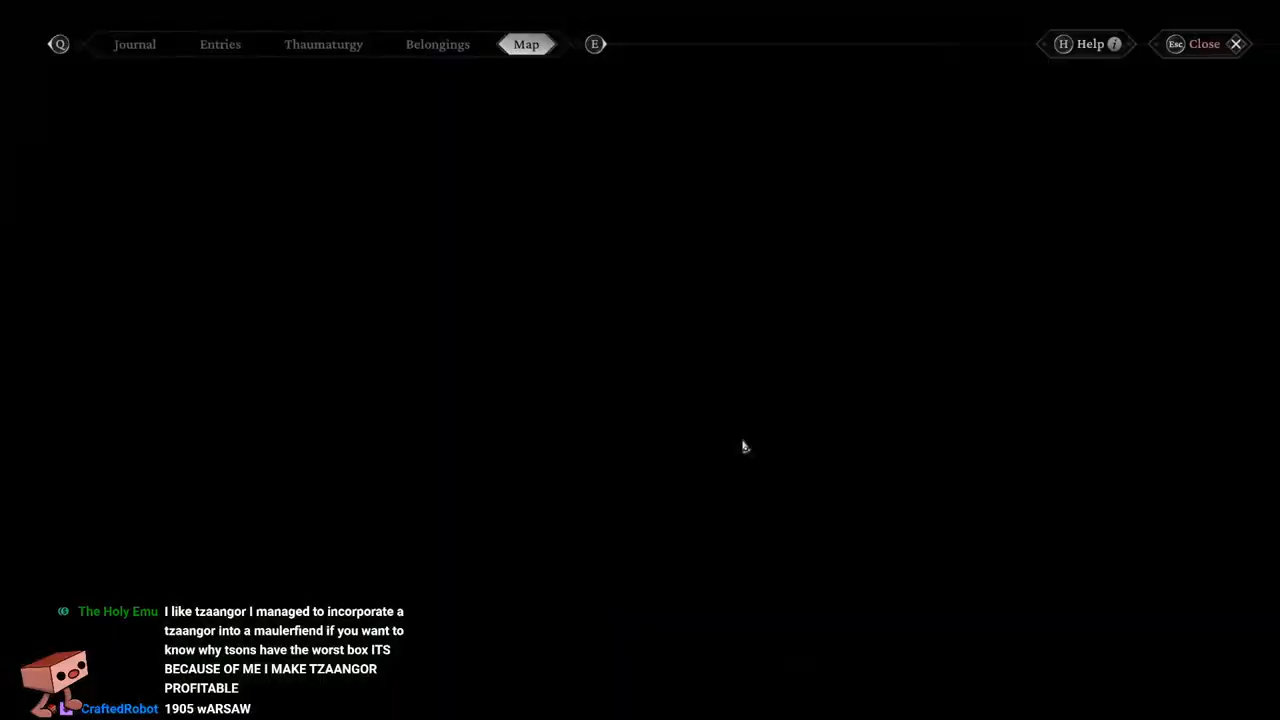 Q Journal Entries Thaumaturgy Belongings Map E H Help i Esc Close
The Holy Emu I like tzaangor I managed to incorporate a
tzaangor into a maulerfiend if you want to
know why tsons have the worst box ITS
BECAUSE OF ME I MAKE TZAANGOR
PROFITABLE
CraftedRobot 1905 wARSAW